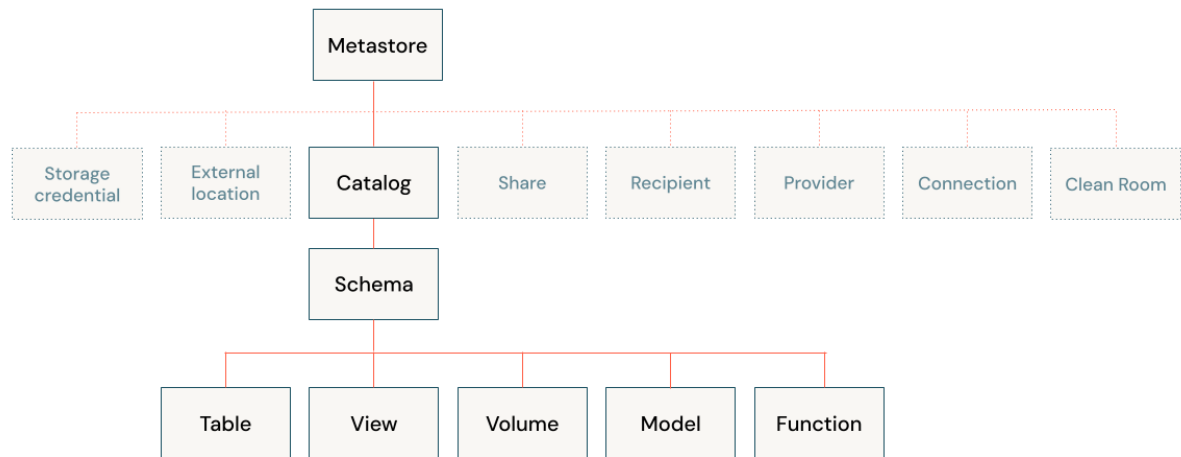 Metastore
Storage
credential
External
location
Catalog
Share
Recipient
Provider
Connection
Clean Room
Schema
Table
View
Volume
Model
Function